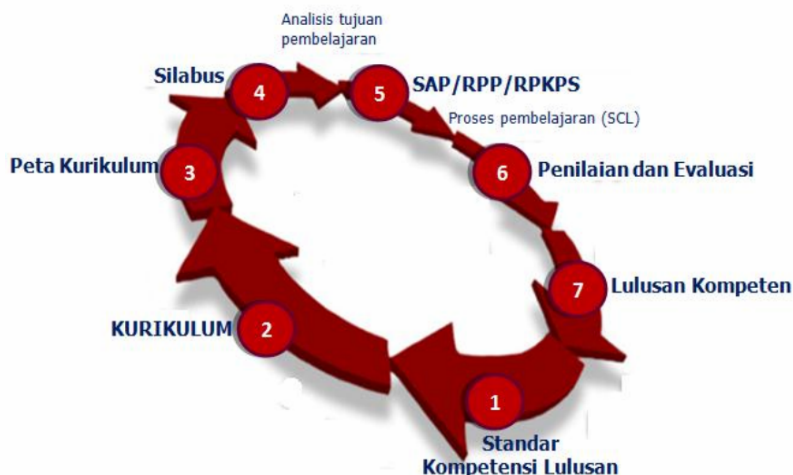 Analisis tujuan
pembelajaran
Silabus
4
5
SAP/RPP/RPKPS
Proses pembelajaran (SCL)
Peta Kurikulum
3
6
Penilaian dan Evaluasi
7
Lulusan Kompeten
KURIKULUM
2
1
Standar
Kompetensi Lulusan